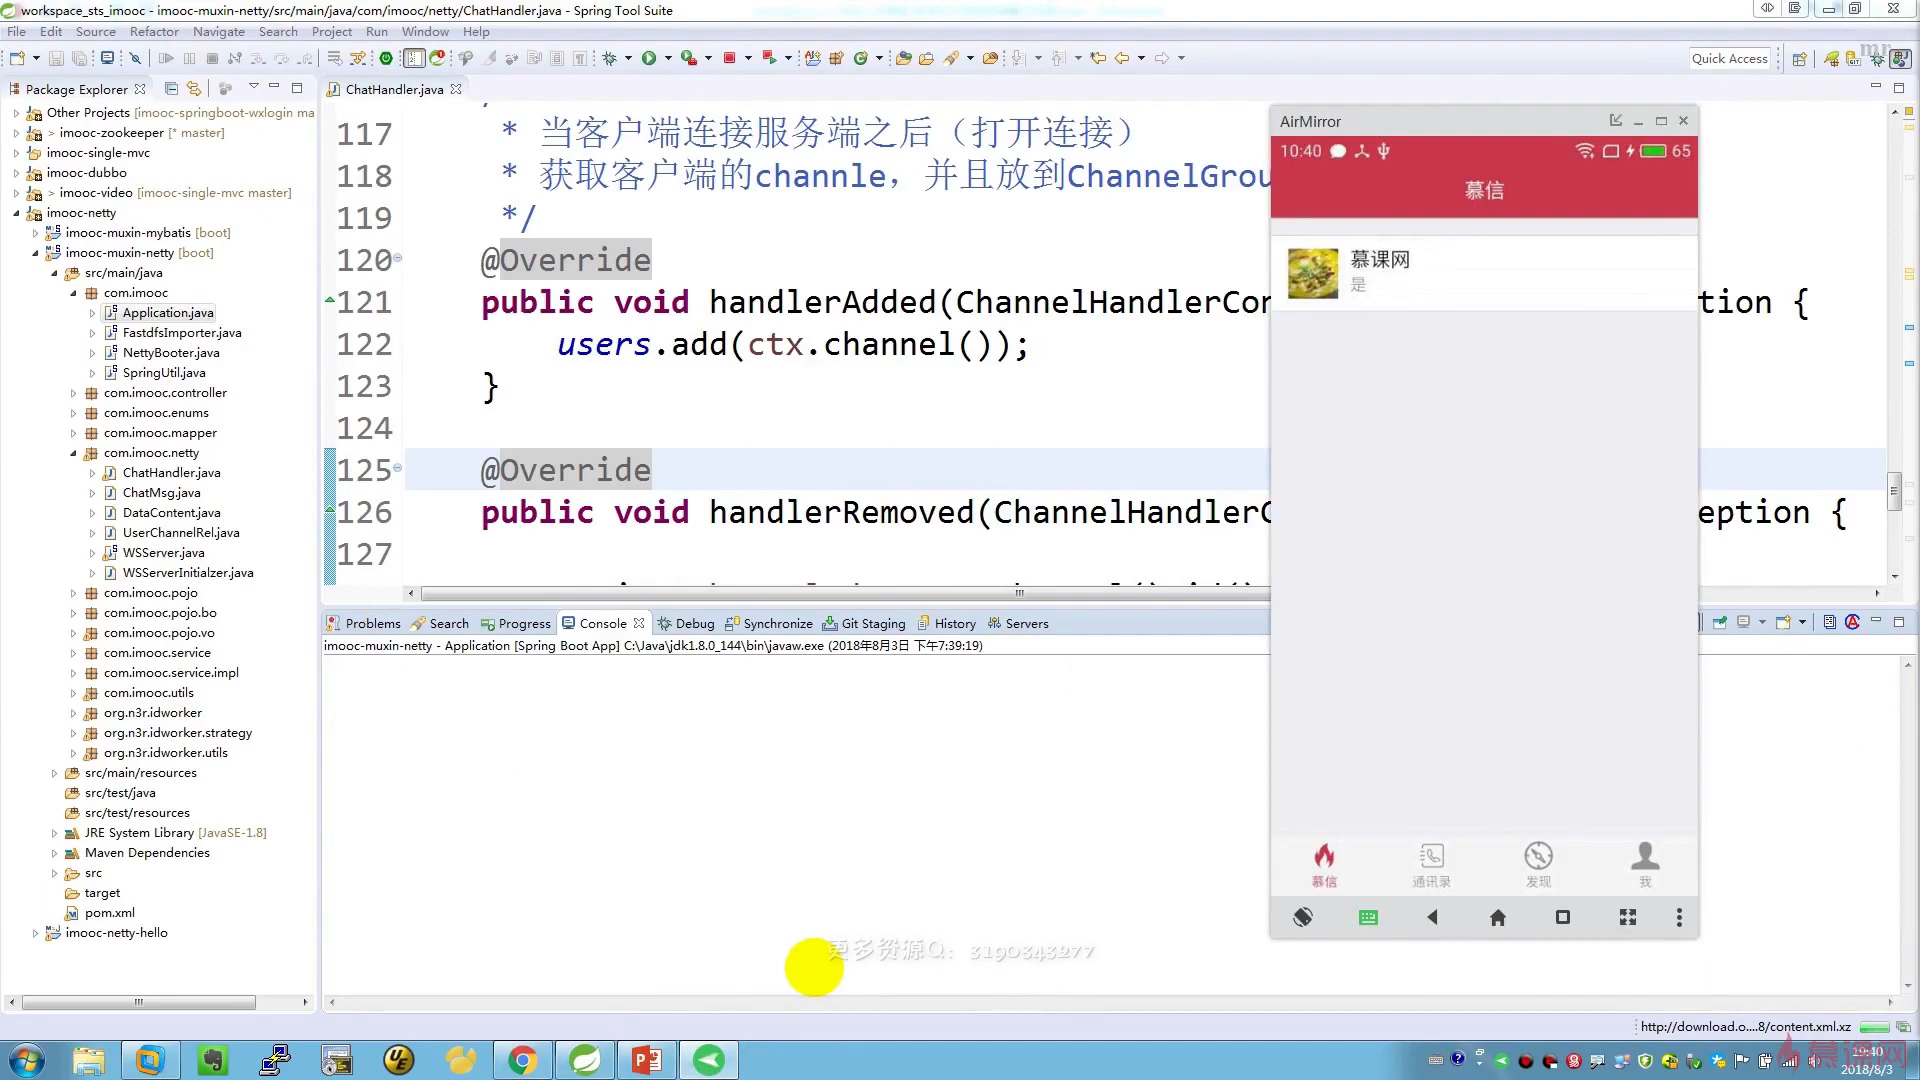 workspace_sts_imooc - imooc-muxin-netty/src/main/java/com/imooc/netty/ChatHandler.java - Spring Tool Suite
File Edit Source Refactor Navigate Search Project Run Window Help
Quick Access
Package Explorer
ChatHandler.java
Other Projects [imooc-springboot-wxlogin ma
> imooc-zookeeper [* master]
imooc-single-mvc
imooc-dubbo
> imooc-video [imooc-single-mvc master]
imooc-netty
imooc-muxin-mybatis [boot]
imooc-muxin-netty [boot]
src/main/java
com.imooc
Application.java
FastdfsImporter.java
NettyBooter.java
SpringUtil.java
com.imooc.controller
com.imooc.enums
com.imooc.mapper
com.imooc.netty
ChatHandler.java
ChatMsg.java
DataContent.java
UserChannelRel.java
WSServer.java
WSServerInitialzer.java
com.imooc.pojo
com.imooc.pojo.bo
com.imooc.pojo.vo
com.imooc.service
com.imooc.service.impl
com.imooc.utils
org.n3r.idworker
org.n3r.idworker.strategy
org.n3r.idworker.utils
src/main/resources
src/test/java
src/test/resources
JRE System Library [JavaSE-1.8]
Maven Dependencies
src
target
pom.xml
imooc-netty-hello
117 * 当客户端连接服务端之后（打开连接）
118 * 获取客户端的channle，并且放到ChannelGrou
119 */
120 @Override
121 public void handlerAdded(ChannelHandlerCon tion {
122 users.add(ctx.channel());
123 }
124
125 @Override
126 public void handlerRemoved(ChannelHandlerC eption {
127
AirMirror
10:40 65
慕信
慕课网
是
慕信 通讯录 发现 我
Problems Search Progress Console Debug Synchronize Git Staging History Servers
imooc-muxin-netty - Application [Spring Boot App] C:\Java\jdk1.8.0_144\bin\javaw.exe (2018年8月3日 下午7:39:19)
更多资源Q: 3190343277
http://download.o....8/content.xml.xz
慕课网
19:40
2018/8/3